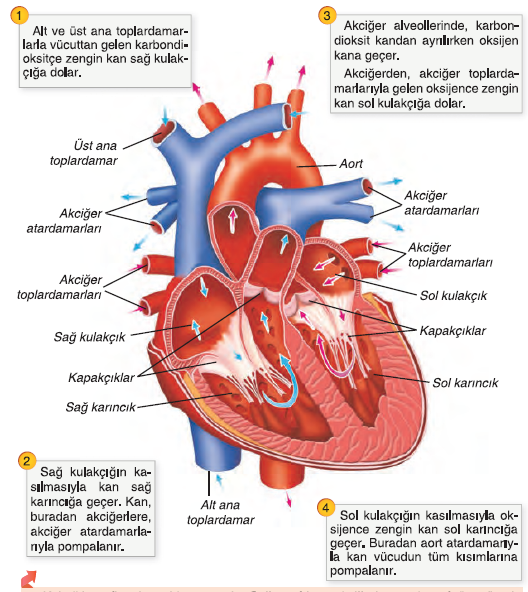 1
Alt ve üst ana toplardamar-
larla vücuttan gelen karbondi-
oksitçe zengin kan sağ kulak-
çığa dolar.
3
Akciğer alveollerinde, karbon-
dioksit kandan ayrılırken oksijen
kana geçer.
Akciğerden, akciğer toplarda-
marlarıyla gelen oksijence zengin
kan sol kulakçığa dolar.
Üst ana
toplardamar
Aort
Akciğer
atardamarları
Akciğer
atardamarları
Akciğer
toplardamarları
Akciğer
toplardamarları
Sol kulakçık
Sağ kulakçık
Kapakçıklar
Kapakçıklar
Sol karıncık
Sağ karıncık
Alt ana
toplardamar
2
Sağ kulakçığın ka-
sılmasıyla kan sağ
karıncığa geçer. Kan,
buradan akciğerlere,
akciğer atardamarla-
rıyla pompalanır.
4
Sol kulakçığın kasılmasıyla ok-
sijence zengin kan sol karıncığa
geçer. Buradan aort atardamarıy-
la kan vücudun tüm kısımlarına
pompalanır.